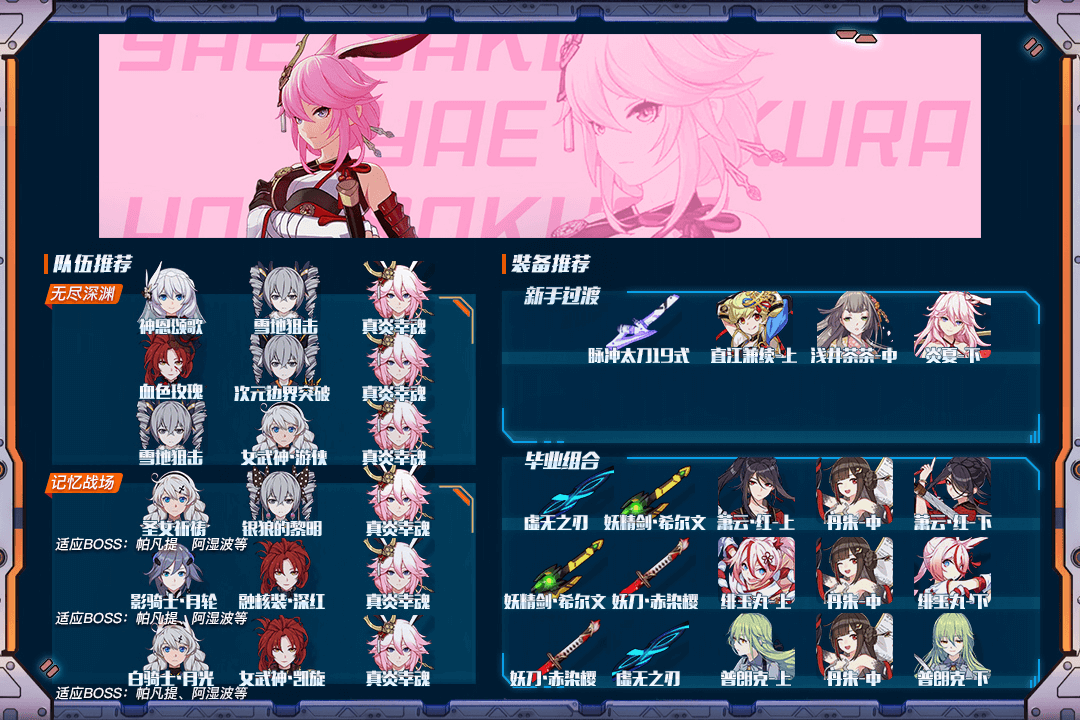 YAE SAKURA
YAE SAKURA
队伍推荐
无尽深渊
神恩颂歌 雪地狙击 真炎幸魂
血色玫瑰 次元边界突破 真炎幸魂
雪地狙击 女武神·游侠 真炎幸魂
记忆战场
圣女祈祷 银狼的黎明 真炎幸魂
适应BOSS：帕凡提、阿湿波等
影骑士·月轮 融核装·深红 真炎幸魂
适应BOSS：帕凡提、阿湿波等
白骑士·月光 女武神·凯旋 真炎幸魂
适应BOSS：帕凡提、阿湿波等
装备推荐
新手过渡
脉冲太刀19式 直江兼续-上 浅井茶茶-中 炎夏-下
毕业组合
虚无之刃 妖精剑·希尔文 萧云·红-上 丹朱-中 萧云·红-下
妖精剑·希尔文 妖刀·赤染樱 绯玉丸-上 丹朱-中 绯玉丸-下
妖刀·赤染樱 虚无之刃 普朗克-上 丹朱-中 普朗克-下